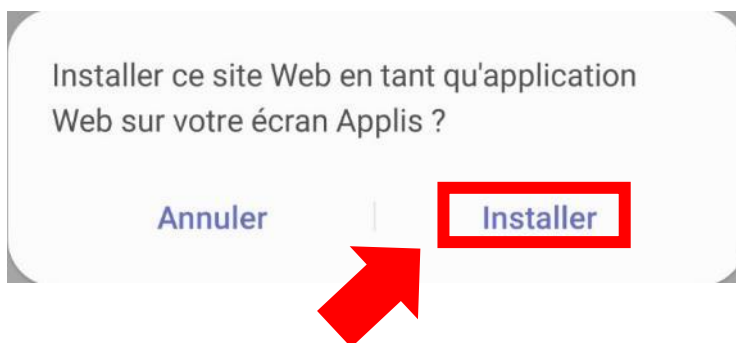 Installer ce site Web en tant qu'application
Web sur votre écran Applis ?
Annuler
Installer